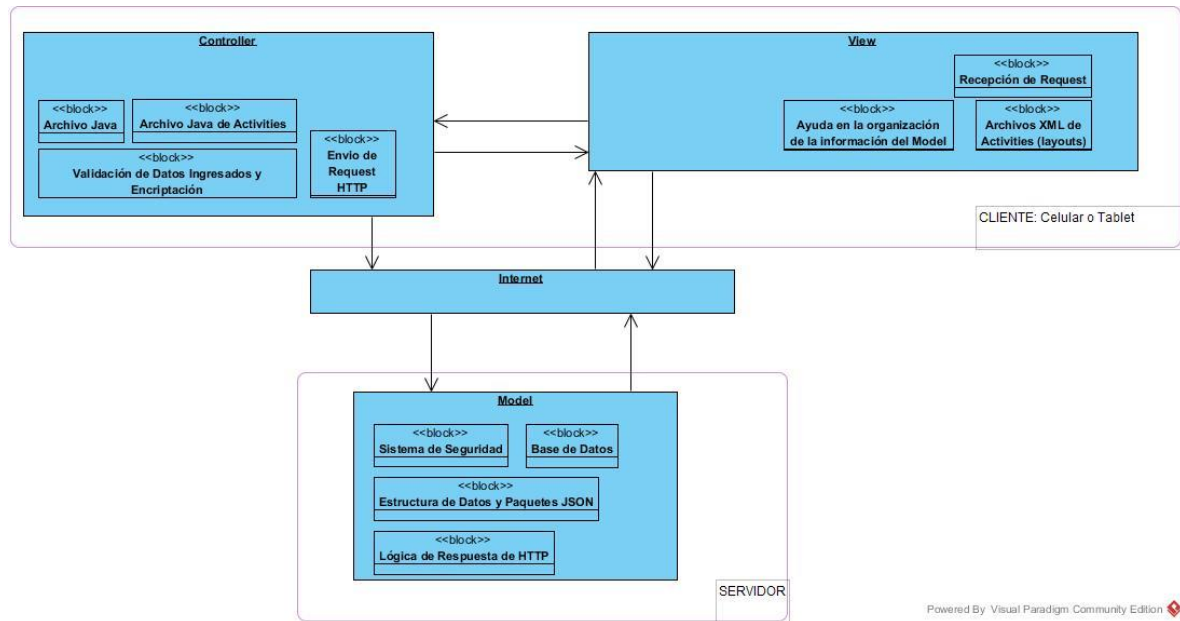 Controller
<<block>>
Archivo Java
<<block>>
Archivo Java de Activities
<<block>>
Validación de Datos Ingresados y
Encriptación
<<block>>
Envio de
Request
HTTP
View
<<block>>
Recepción de Request
<<block>>
Ayuda en la organización
de la información del Model
<<block>>
Archivos XML de
Activities (layouts)
CLIENTE: Celular o Tablet
Internet
Model
<<block>>
Sistema de Seguridad
<<block>>
Base de Datos
<<block>>
Estructura de Datos y Paquetes JSON
<<block>>
Lógica de Respuesta de HTTP
SERVIDOR
Powered By Visual Paradigm Community Edition